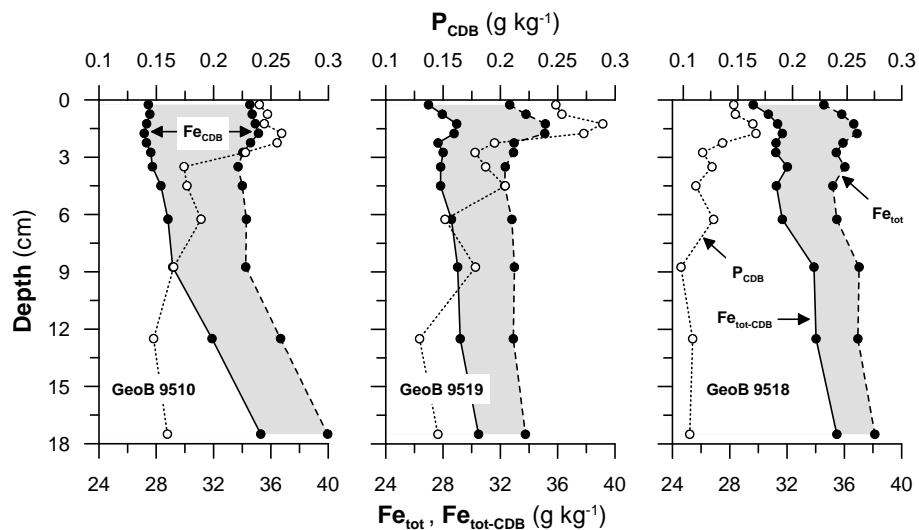 P_CDB (g kg⁻¹)
0.1 0.15 0.2 0.25 0.3 0.1 0.15 0.2 0.25 0.3 0.1 0.15 0.2 0.25 0.3
Depth (cm)
0
3
6
9
12
15
18
Fe_CDB
Fe_tot
P_CDB
Fe_tot-CDB
GeoB 9510 GeoB 9519 GeoB 9518
24 28 32 36 40 24 28 32 36 40 24 28 32 36 40
Fe_tot , Fe_tot-CDB (g kg⁻¹)